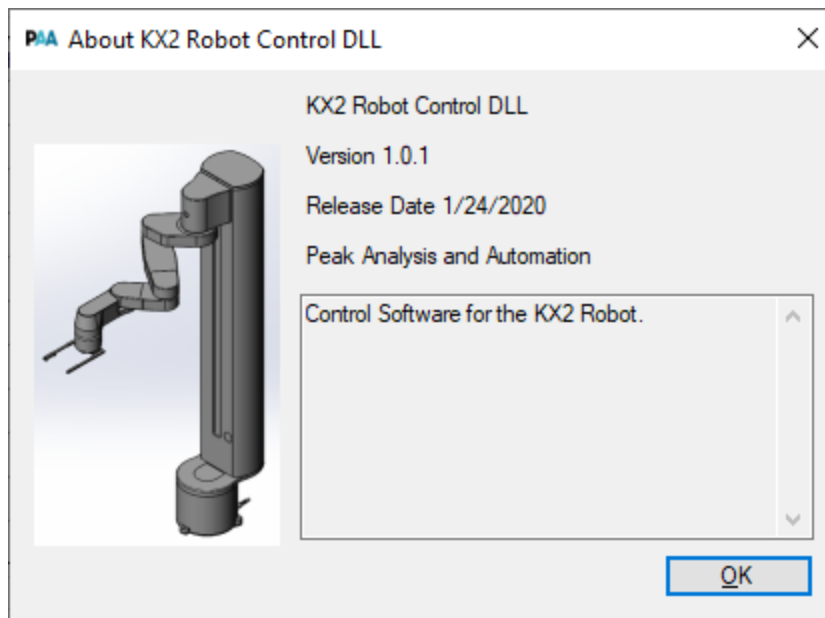 PAA About KX2 Robot Control DLL
KX2 Robot Control DLL
Version 1.0.1
Release Date 1/24/2020
Peak Analysis and Automation
Control Software for the KX2 Robot.
OK